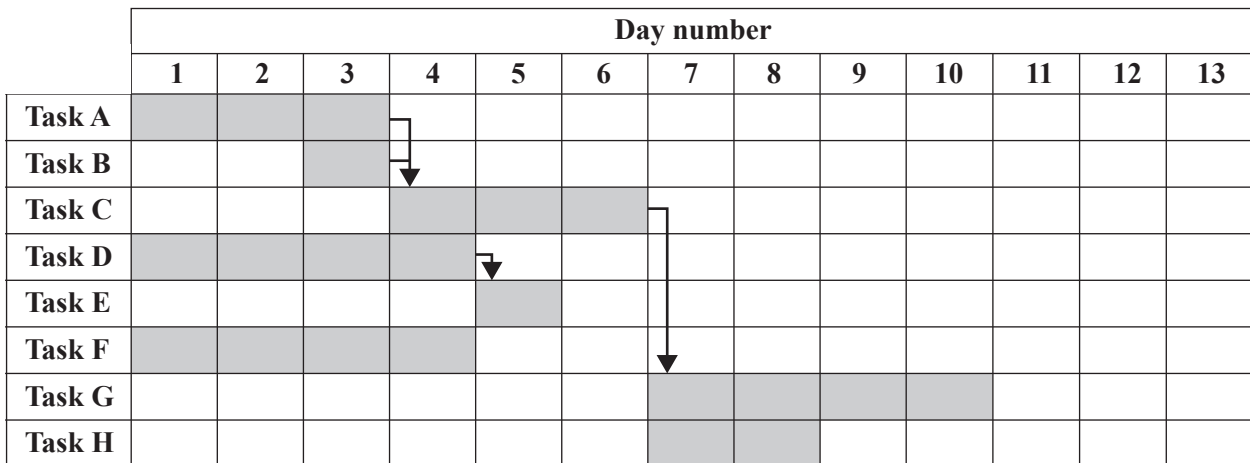 Day number
1 2 3 4 5 6 7 8 9 10 11 12 13
Task A
Task B
Task C
Task D
Task E
Task F
Task G
Task H